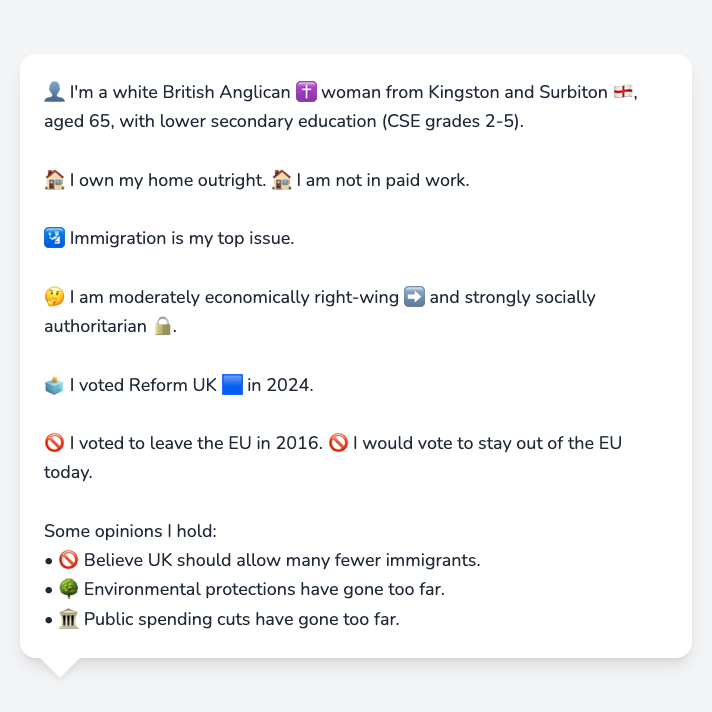 👤 I'm a white British Anglican ✝️ woman from Kingston and Surbiton 🏴󠁧󠁢󠁥󠁮󠁧󠁿,
aged 65, with lower secondary education (CSE grades 2-5).
🏠 I own my home outright. 🏠 I am not in paid work.
🛂 Immigration is my top issue.
🤔 I am moderately economically right-wing ➡️ and strongly socially
authoritarian 🔒.
🗳️ I voted Reform UK 🟦 in 2024.
🚫 I voted to leave the EU in 2016. 🚫 I would vote to stay out of the EU
today.
Some opinions I hold:
• 🚫 Believe UK should allow many fewer immigrants.
• 🌳 Environmental protections have gone too far.
• 🏛️ Public spending cuts have gone too far.